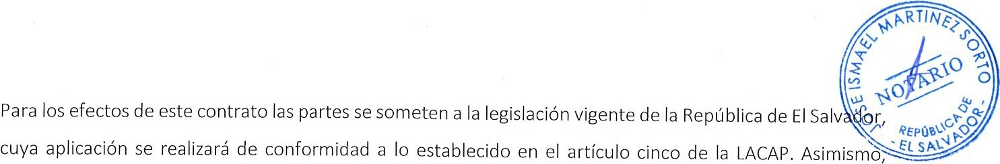 JOSE ISMAEL MARTINEZ SORTO
NOTARIO
REPÚBLICA DE
- EL SALVADOR -
Para los efectos de este contrato las partes se someten a la legislación vigente de la República de El Salvador,
cuya aplicación se realizará de conformidad a lo establecido en el artículo cinco de la LACAP. Asimismo,